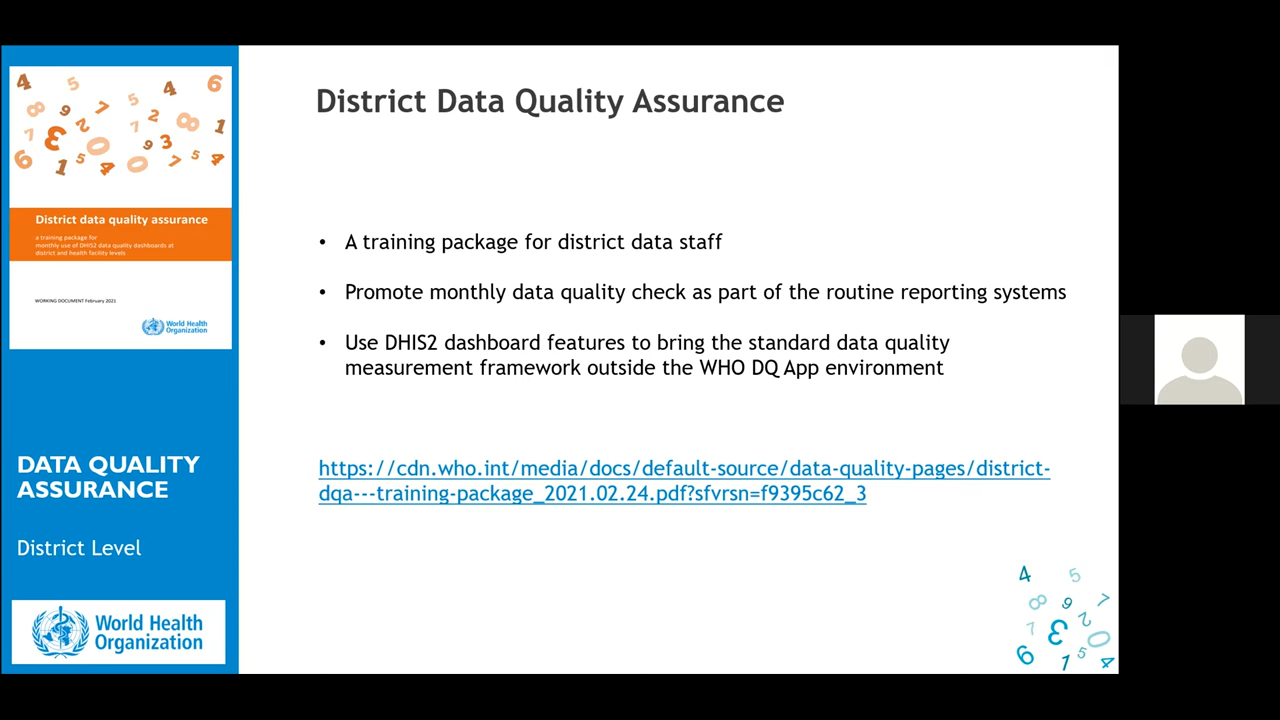 District Data Quality Assurance
• A training package for district data staff
• Promote monthly data quality check as part of the routine reporting systems
• Use DHIS2 dashboard features to bring the standard data quality
measurement framework outside the WHO DQ App environment
https://cdn.who.int/media/docs/default-source/data-quality-pages/district-
dqa---training-package_2021.02.24.pdf?sfvrsn=f9395c62_3
District data quality assurance
a training package for
monthly use of DHIS2 data quality dashboards at
district and health facility levels
WORKING DOCUMENT February 2021
World Health
Organization
DATA QUALITY
ASSURANCE
District Level
World Health
Organization